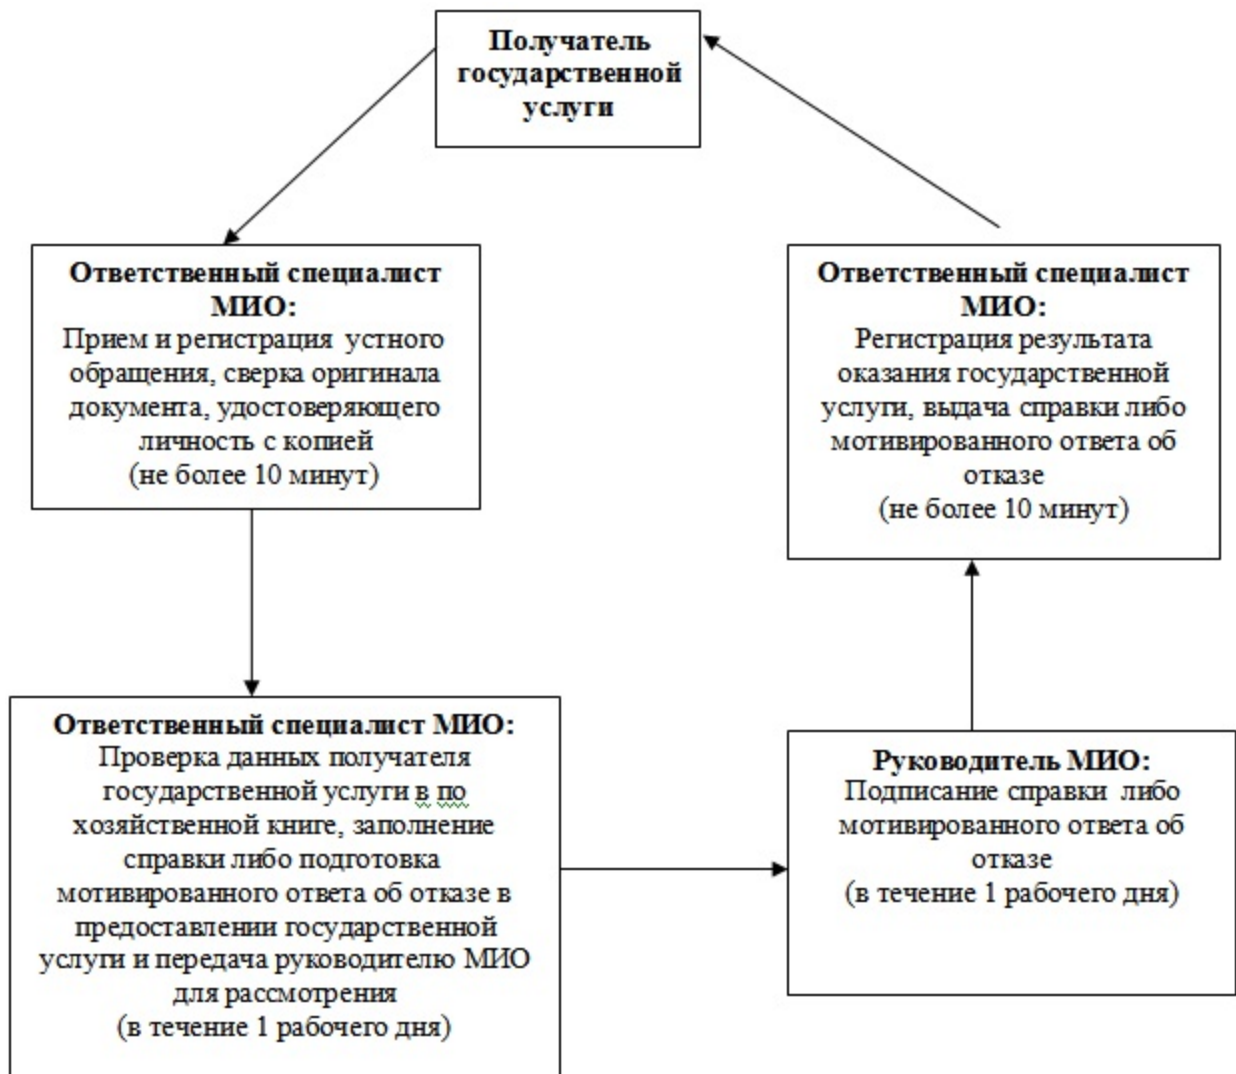 Получатель
государственной
услуги
Ответственный специалист
МИО:
Прием и регистрация устного
обращения, сверка оригинала
документа, удостоверяющего
личность с копией
(не более 10 минут)
Ответственный специалист
МИО:
Регистрация результата
оказания государственной
услуги, выдача справки либо
мотивированного ответа об
отказе
(не более 10 минут)
Ответственный специалист МИО:
Проверка данных получателя
государственной услуги в по
хозяйственной книге, заполнение
справки либо подготовка
мотивированного ответа об отказе в
предоставлении государственной
услуги и передача руководителю МИО
для рассмотрения
(в течение 1 рабочего дня)
Руководитель МИО:
Подписание справки либо
мотивированного ответа об
отказе
(в течение 1 рабочего дня)